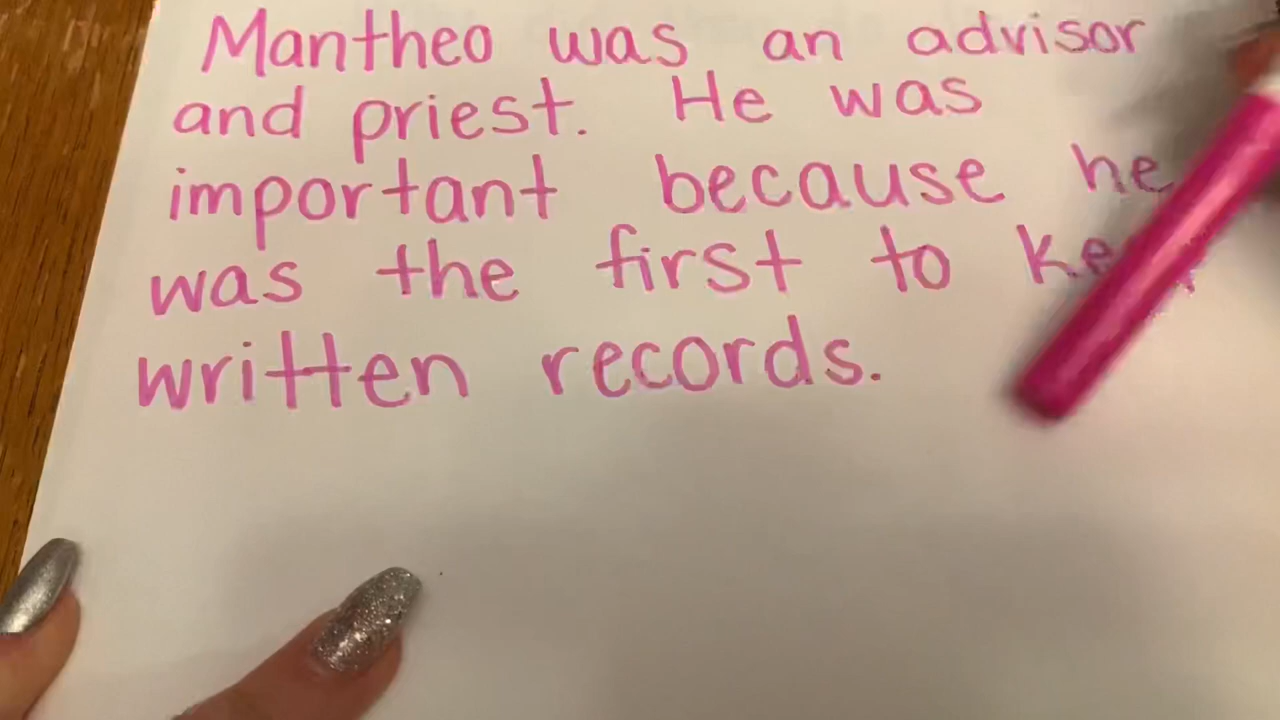 Mantheo was an advisor
and priest. He was
important because he
was the first to
written records.